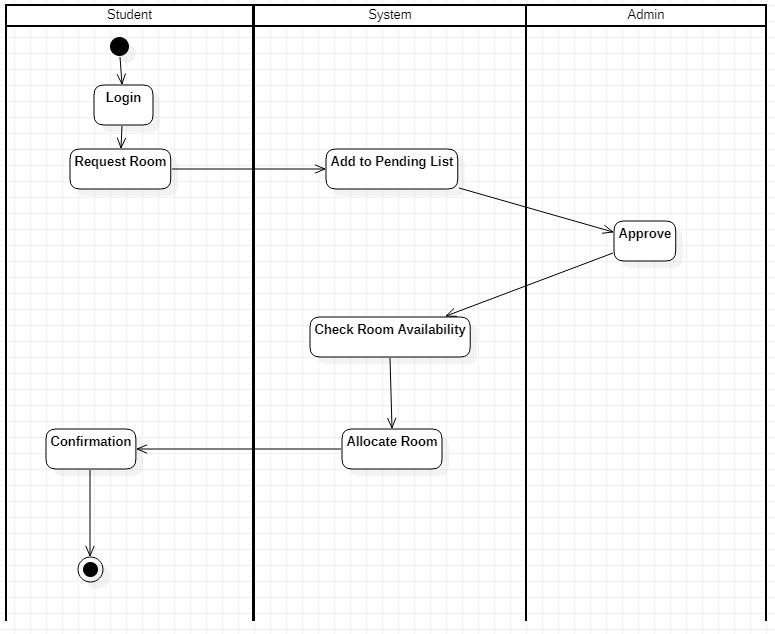 Student
System
Admin
Login
Request Room
Add to Pending List
Approve
Check Room Availability
Confirmation
Allocate Room